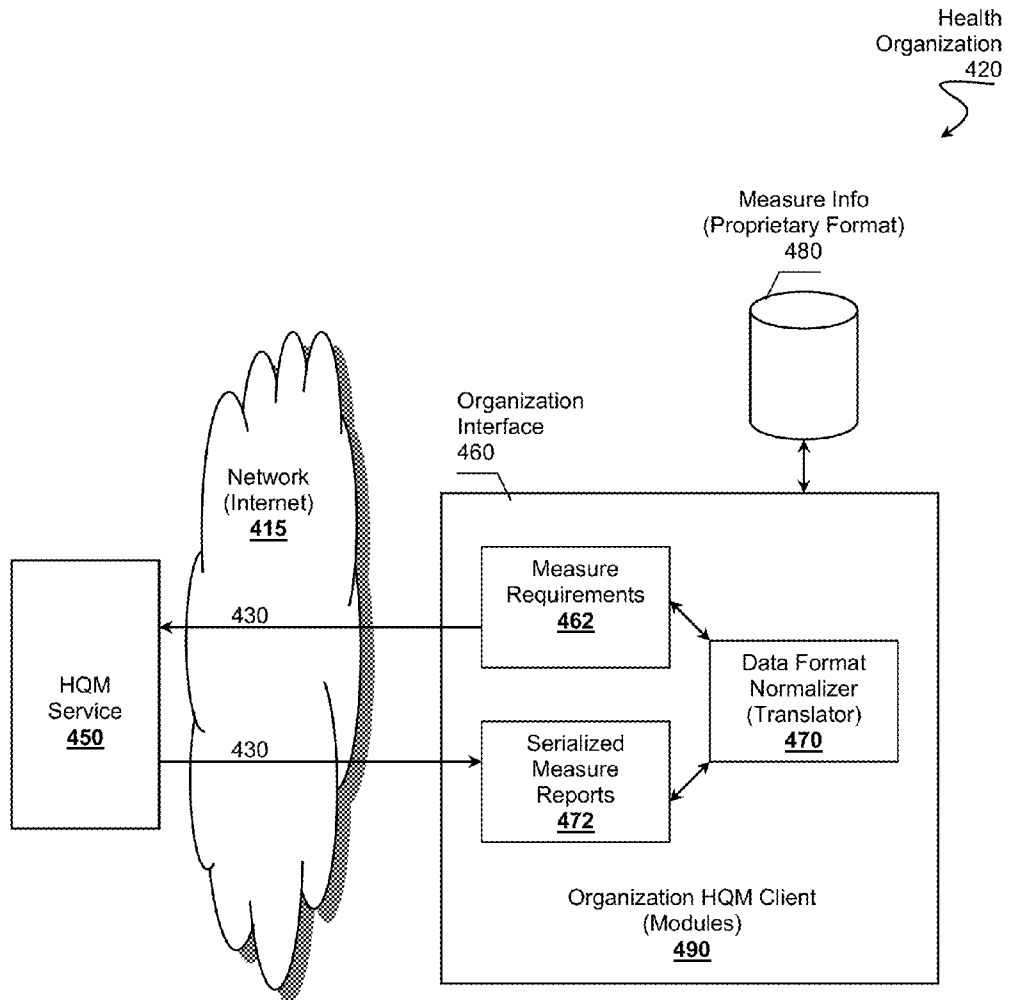 Health
Organization
420
Measure Info
(Proprietary Format)
480
Organization
Interface
460
Network
(Internet)
415
Measure
Requirements
462
430
Data Format
Normalizer
(Translator)
470
HQM
Service
450
430
Serialized
Measure
Reports
472
Organization HQM Client
(Modules)
490